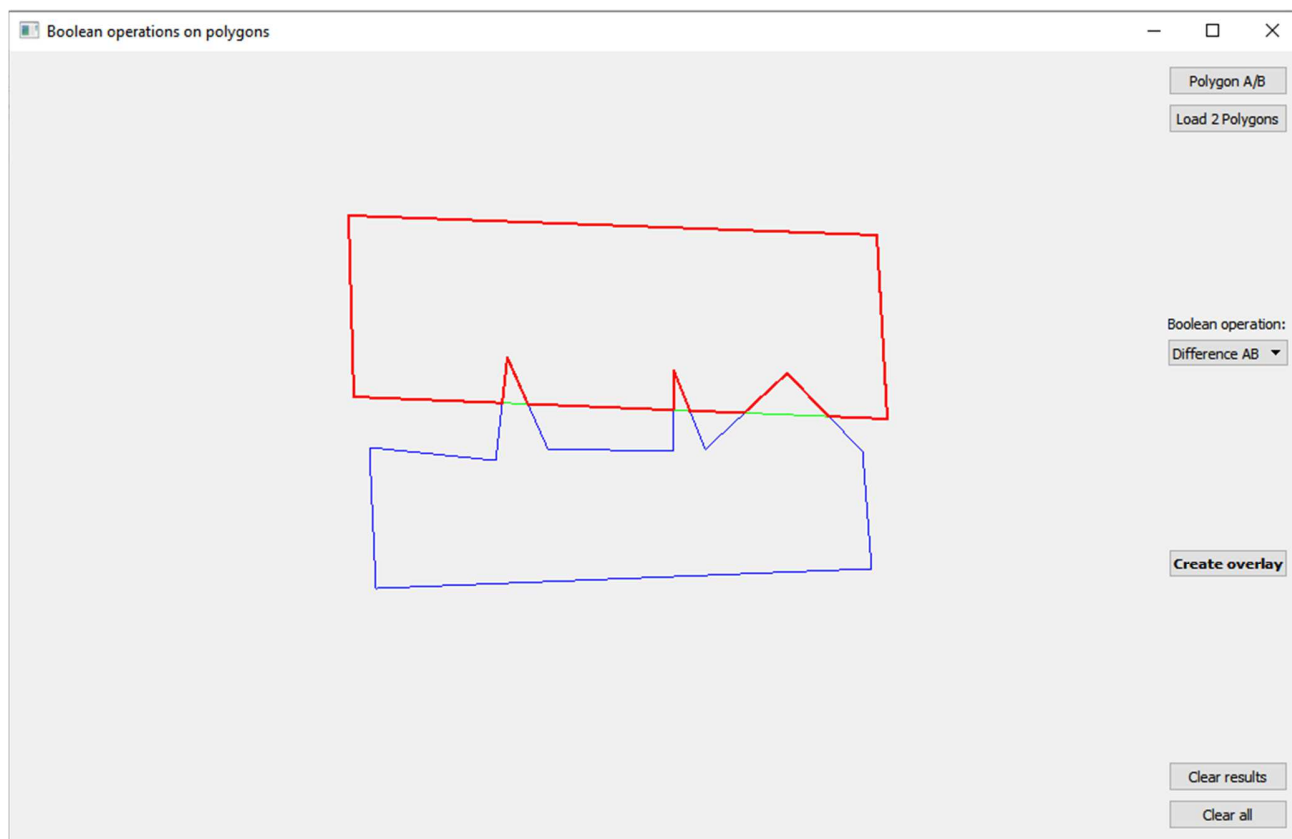 Boolean operations on polygons
Polygon A/B
Load 2 Polygons
Boolean operation:
Difference AB
Create overlay
Clear results
Clear all